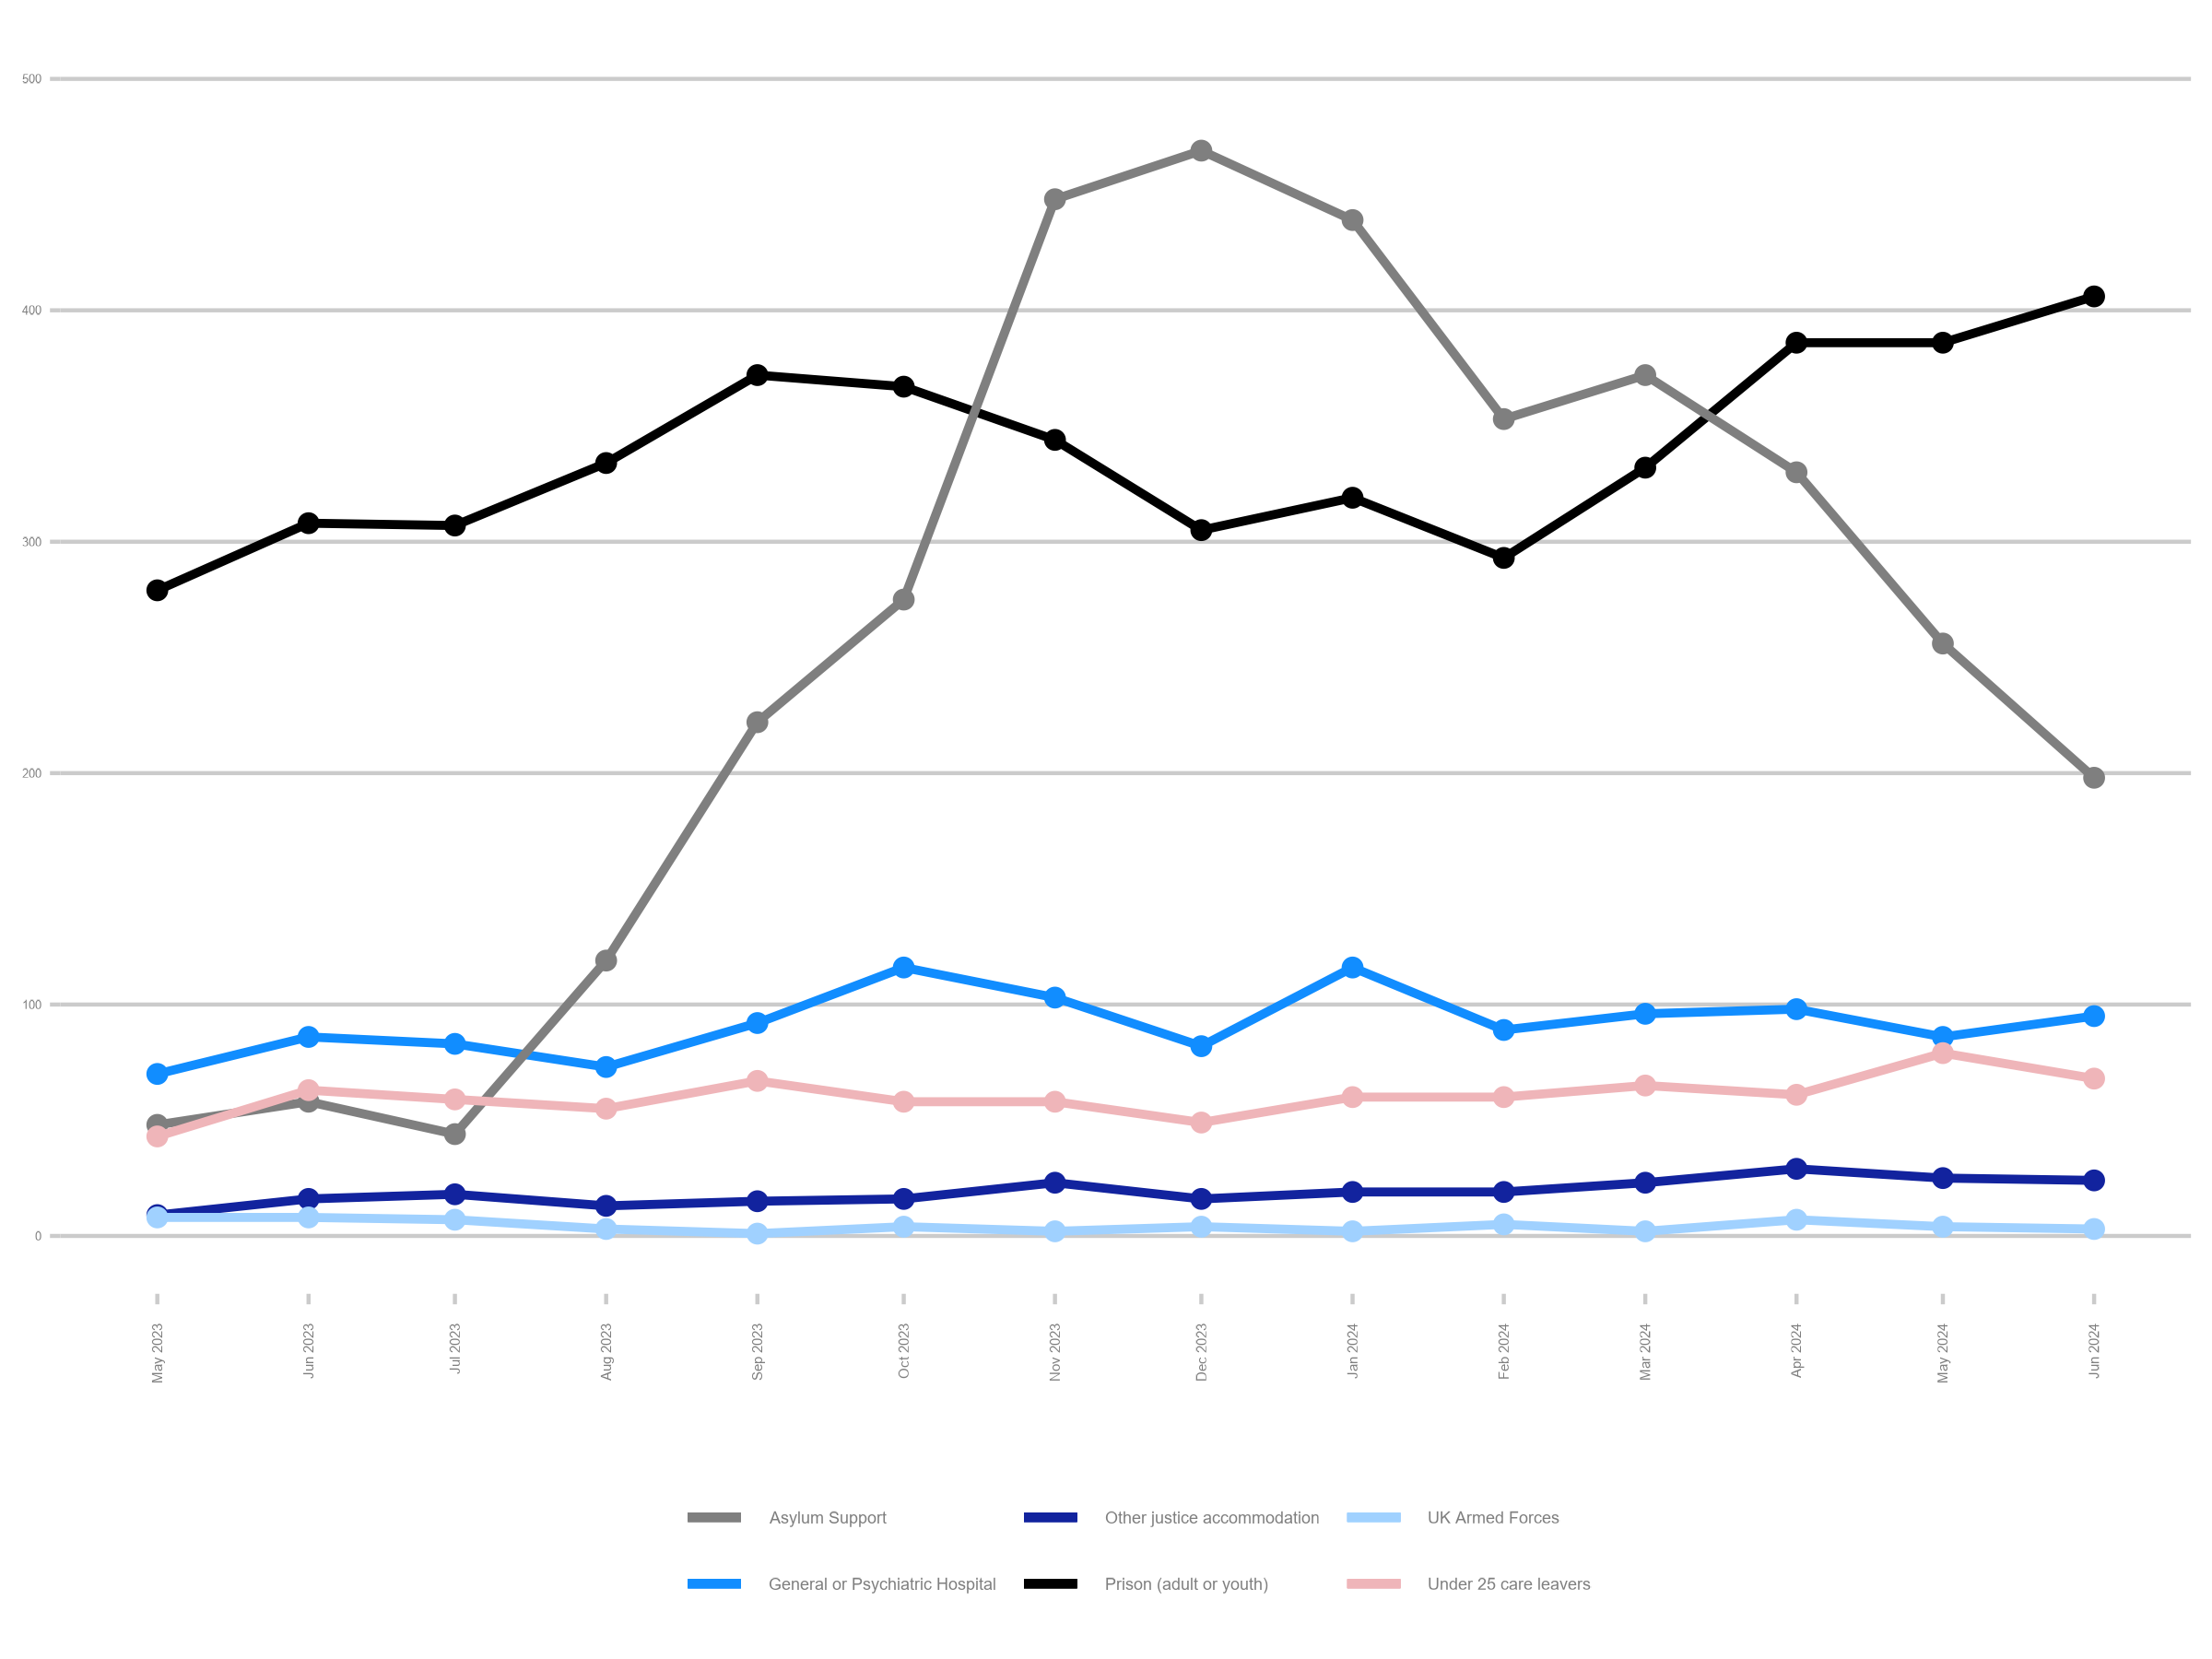 500
400
300
200
100
0
May 2023
Jun 2023
Jul 2023
Aug 2023
Sep 2023
Oct 2023
Nov 2023
Dec 2023
Jan 2024
Feb 2024
Mar 2024
Apr 2024
May 2024
Jun 2024
Asylum Support Other justice accommodation UK Armed Forces
General or Psychiatric Hospital Prison (adult or youth) Under 25 care leavers